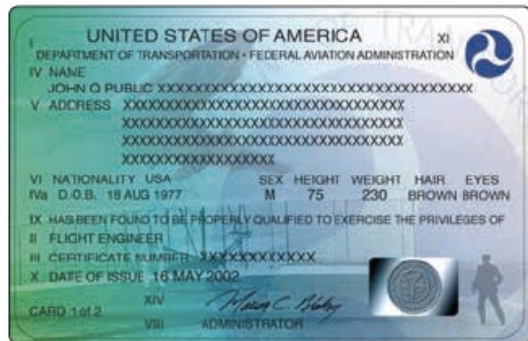 I UNITED STATES OF AMERICA XI
DEPARTMENT OF TRANSPORTATION • FEDERAL AVIATION ADMINISTRATION
IV NAME
JOHN Q PUBLIC XXXXXXXXXXXXXXXXXXXXXXXXXXXXXXXXXXX
V ADDRESS XXXXXXXXXXXXXXXXXXXXXXXXXXXXXXX
XXXXXXXXXXXXXXXXXXXXXXXXXXXXXXX
XXXXXXXXXXXXXXXXXXXXXXXXXXXXXXX
XXXXXXXXXXXXXXXXX
VI NATIONALITY USA SEX HEIGHT WEIGHT HAIR EYES
IVa D.O.B. 18 AUG 1977 M 75 230 BROWN BROWN
IX HAS BEEN FOUND TO BE PROPERLY QUALIFIED TO EXERCISE THE PRIVILEGES OF
II FLIGHT ENGINEER
III CERTIFICATE NUMBER XXXXXXXXXXXX
X DATE OF ISSUE 16 MAY 2002
XIV
CARD 1 of 2
VIII ADMINISTRATOR